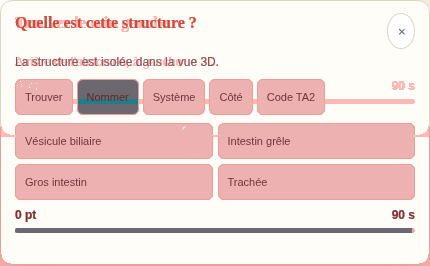 Quelle est cette structure ?
×
La structure est isolée dans la vue 3D.
90 s
Trouver Nommer Système Côté Code TA2
Vésicule biliaire Intestin grêle
Gros intestin Trachée
0 pt 90 s